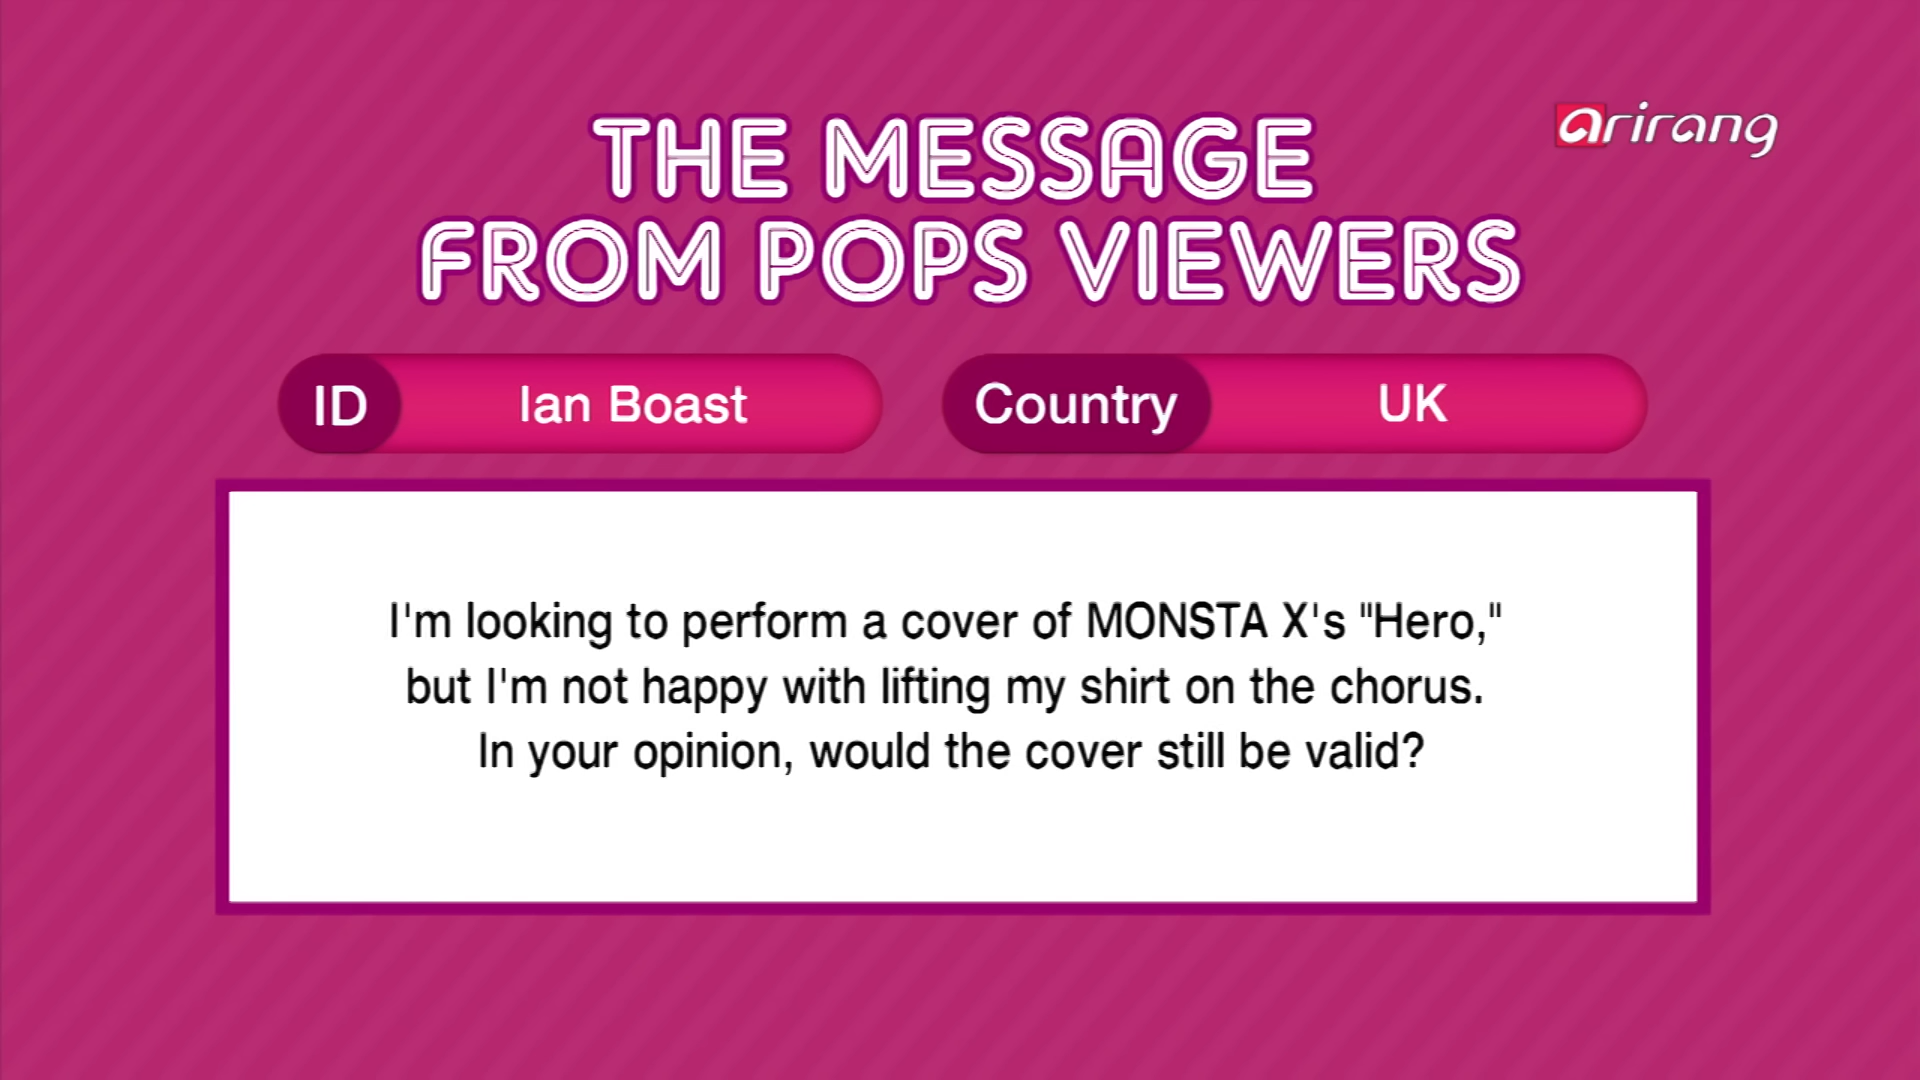 arirang
THE MESSAGE
FROM POPS VIEWERS
ID Ian Boast Country UK
I'm looking to perform a cover of MONSTA X's "Hero,"
but I'm not happy with lifting my shirt on the chorus.
In your opinion, would the cover still be valid?